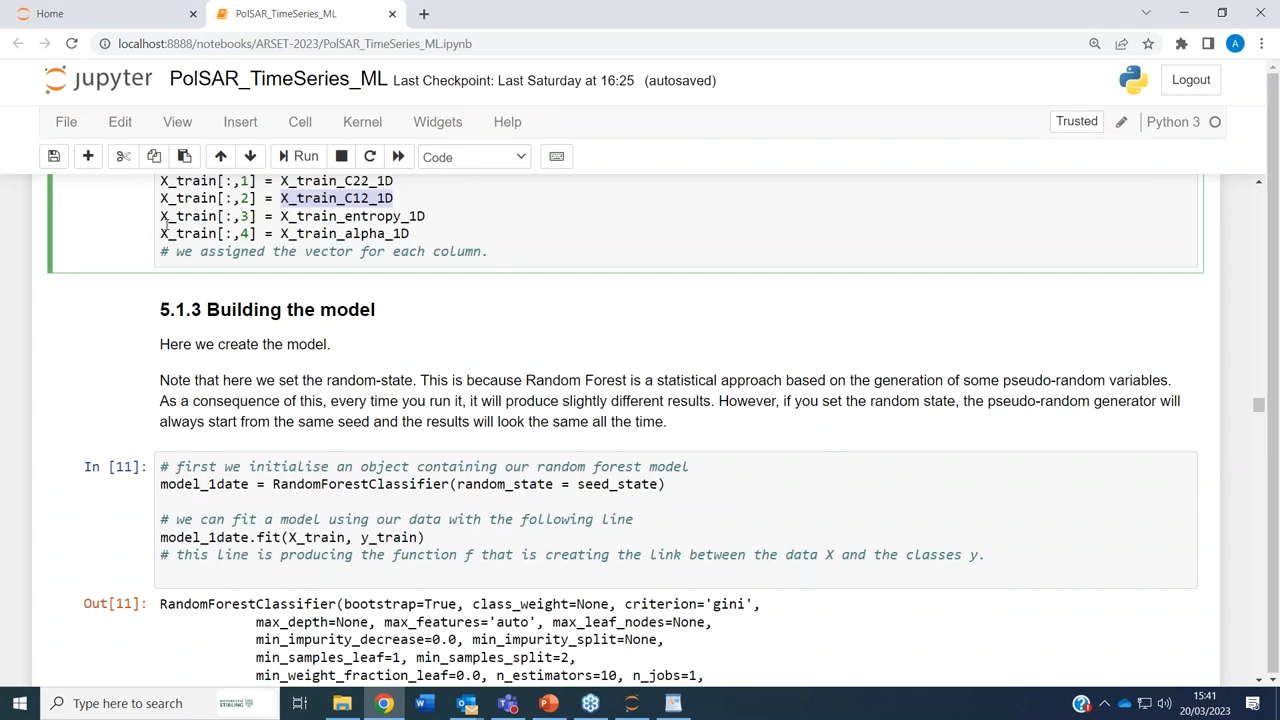 Home
PolSAR_TimeSeries_ML
localhost:8888/notebooks/ARSET-2023/PolSAR_TimeSeries_ML.ipynb
A
jupyter PolSAR_TimeSeries_ML Last Checkpoint: Last Saturday at 16:25 (autosaved)
Logout
File Edit View Insert Cell Kernel Widgets Help
Trusted Python 3
Run Code
X_train[:,1] = X_train_C22_1D
X_train[:,2] = X_train_C12_1D
X_train[:,3] = X_train_entropy_1D
X_train[:,4] = X_train_alpha_1D
# we assigned the vector for each column.
5.1.3 Building the model
Here we create the model.
Note that here we set the random-state. This is because Random Forest is a statistical approach based on the generation of some pseudo-random variables.
As a consequence of this, every time you run it, it will produce slightly different results. However, if you set the random state, the pseudo-random generator will
always start from the same seed and the results will look the same all the time.
In [11]:
# first we initialise an object containing our random forest model
model_1date = RandomForestClassifier(random_state = seed_state)
# we can fit a model using our data with the following line
model_1date.fit(X_train, y_train)
# this line is producing the function f that is creating the link between the data X and the classes y.
Out[11]:
RandomForestClassifier(bootstrap=True, class_weight=None, criterion='gini',
max_depth=None, max_features='auto', max_leaf_nodes=None,
min_impurity_decrease=0.0, min_impurity_split=None,
min_samples_leaf=1, min_samples_split=2,
min_weight_fraction_leaf=0.0, n_estimators=10, n_jobs=1,
Type here to search
15:41
20/03/2023